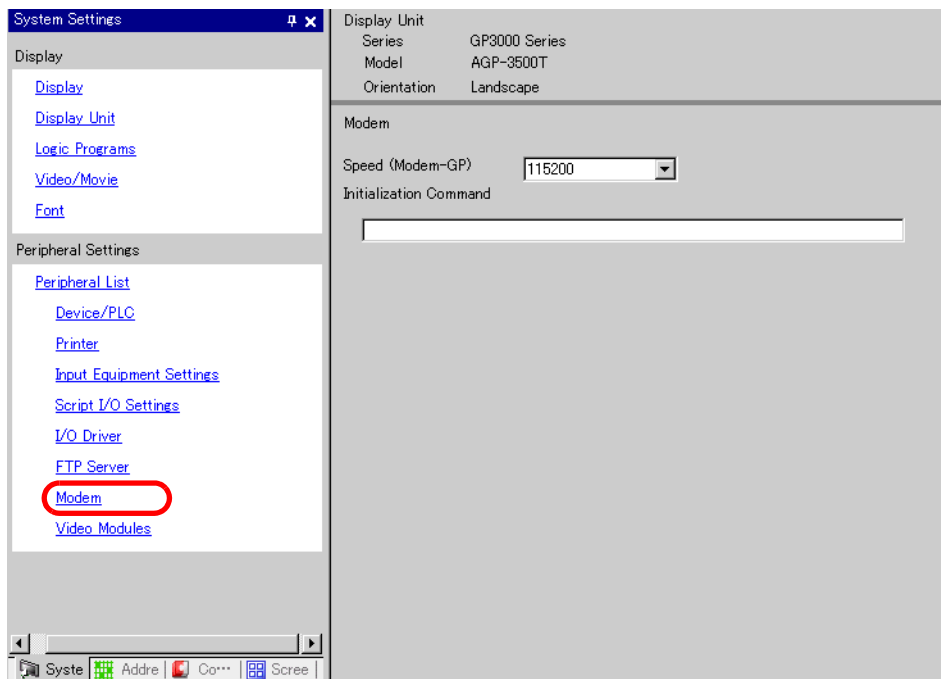 System Settings
Display
Display
Display Unit
Logic Programs
Video/Movie
Font
Peripheral Settings
Peripheral List
Device/PLC
Printer
Input Equipment Settings
Script I/O Settings
I/O Driver
FTP Server
Modem
Video Modules
Syste Addre Co… Scree
Display Unit
Series GP3000 Series
Model AGP-3500T
Orientation Landscape
Modem
Speed (Modem-GP) 115200
Initialization Command